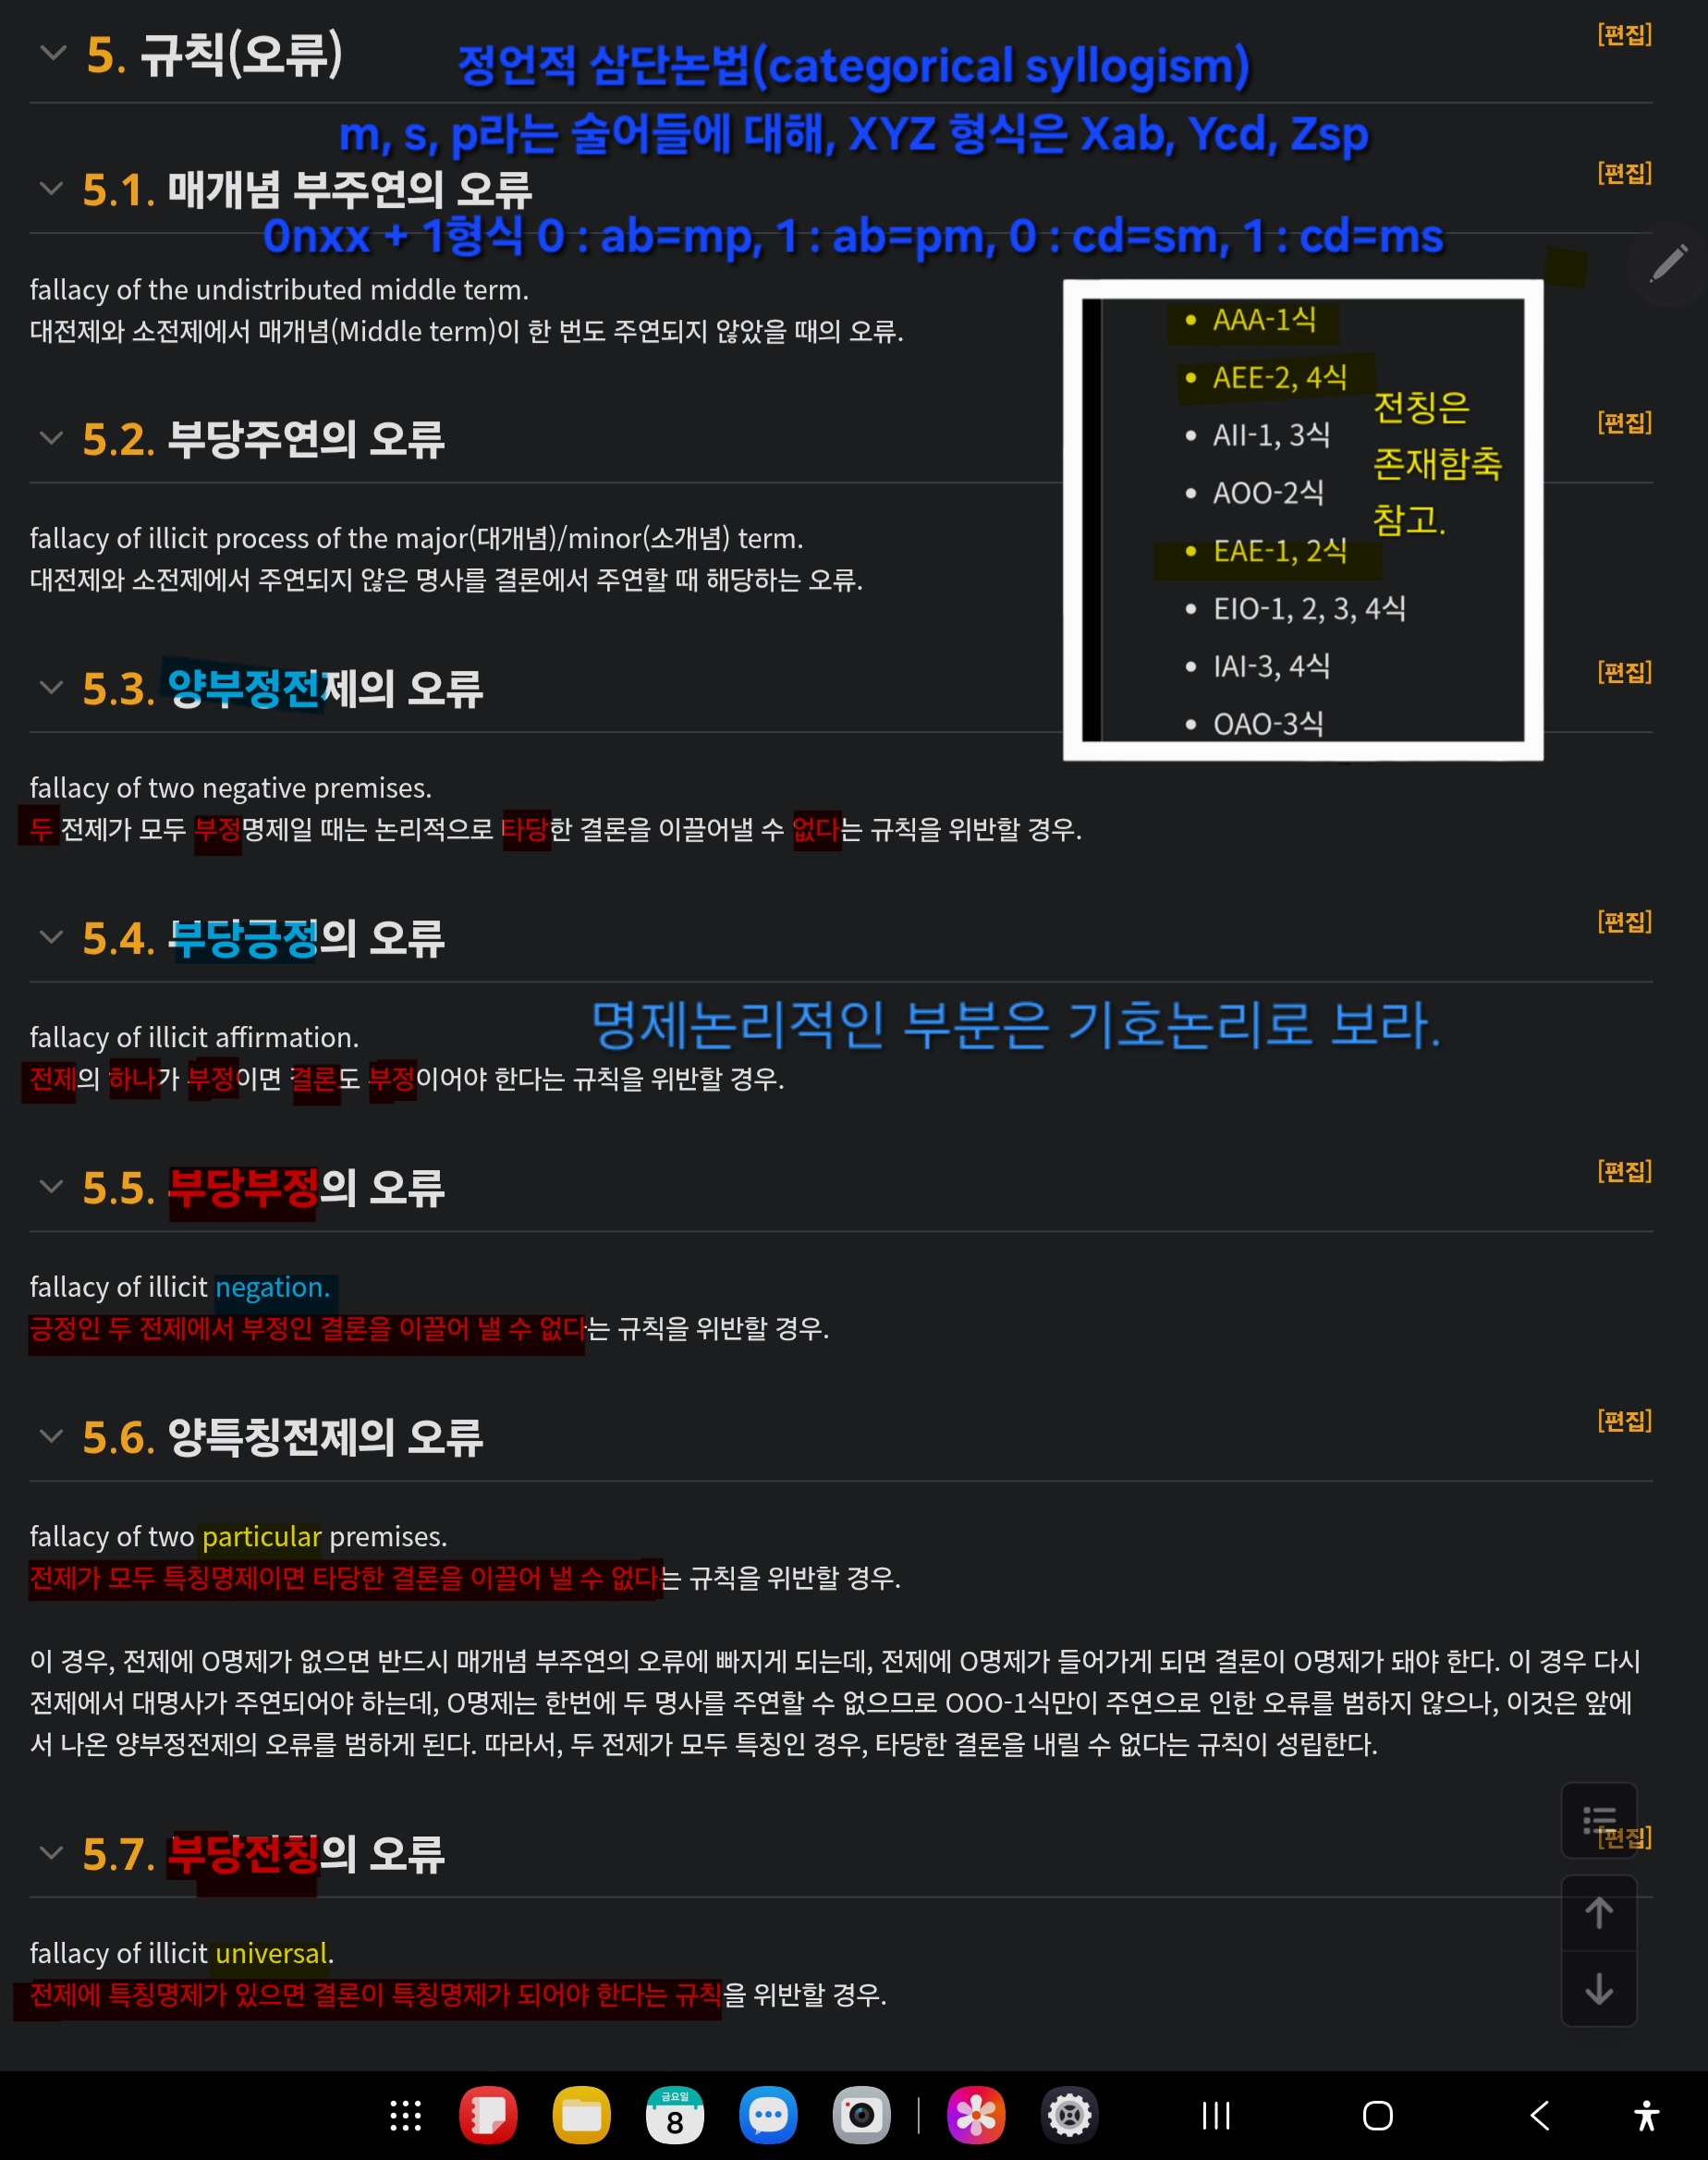 5. 규칙(오류)
[편집]
정언적 삼단논법(categorical syllogism)
m, s, p라는 술어들에 대해, XYZ 형식은 Xab, Ycd, Zsp
5.1. 매개념 부주연의 오류
[편집]
0nxx + 1형식 0 : ab=mp, 1 : ab=pm, 0 : cd=sm, 1 : cd=ms
fallacy of the undistributed middle term.
대전제와 소전제에서 매개념(Middle term)이 한 번도 주연되지 않았을 때의 오류.
• AAA-1식
• AEE-2, 4식
• AII-1, 3식
• AOO-2식
• EAE-1, 2식
• EIO-1, 2, 3, 4식
• IAI-3, 4식
• OAO-3식
전칭은
존재함축
참고.
5.2. 부당주연의 오류
[편집]
fallacy of illicit process of the major(대개념)/minor(소개념) term.
대전제와 소전제에서 주연되지 않은 명사를 결론에서 주연할 때 해당하는 오류.
5.3. 양부정전제의 오류
[편집]
fallacy of two negative premises.
두 전제가 모두 부정명제일 때는 논리적으로 타당한 결론을 이끌어낼 수 없다는 규칙을 위반할 경우.
5.4. 부당긍정의 오류
[편집]
명제논리적인 부분은 기호논리로 보라.
fallacy of illicit affirmation.
전제의 하나가 부정이면 결론도 부정이어야 한다는 규칙을 위반할 경우.
5.5. 부당부정의 오류
[편집]
fallacy of illicit negation.
긍정인 두 전제에서 부정인 결론을 이끌어 낼 수 없다는 규칙을 위반할 경우.
5.6. 양특칭전제의 오류
[편집]
fallacy of two particular premises.
전제가 모두 특칭명제이면 타당한 결론을 이끌어 낼 수 없다는 규칙을 위반할 경우.
이 경우, 전제에 O명제가 없으면 반드시 매개념 부주연의 오류에 빠지게 되는데, 전제에 O명제가 들어가게 되면 결론이 O명제가 돼야 한다. 이 경우 다시
전제에서 대명사가 주연되어야 하는데, O명제는 한번에 두 명사를 주연할 수 없으므로 OOO-1식만이 주연으로 인한 오류를 범하지 않으나, 이것은 앞에
서 나온 양부정전제의 오류를 범하게 된다. 따라서, 두 전제가 모두 특칭인 경우, 타당한 결론을 내릴 수 없다는 규칙이 성립한다.
5.7. 부당전칭의 오류
[편집]
fallacy of illicit universal.
전제에 특칭명제가 있으면 결론이 특칭명제가 되어야 한다는 규칙을 위반할 경우.
금요일
8